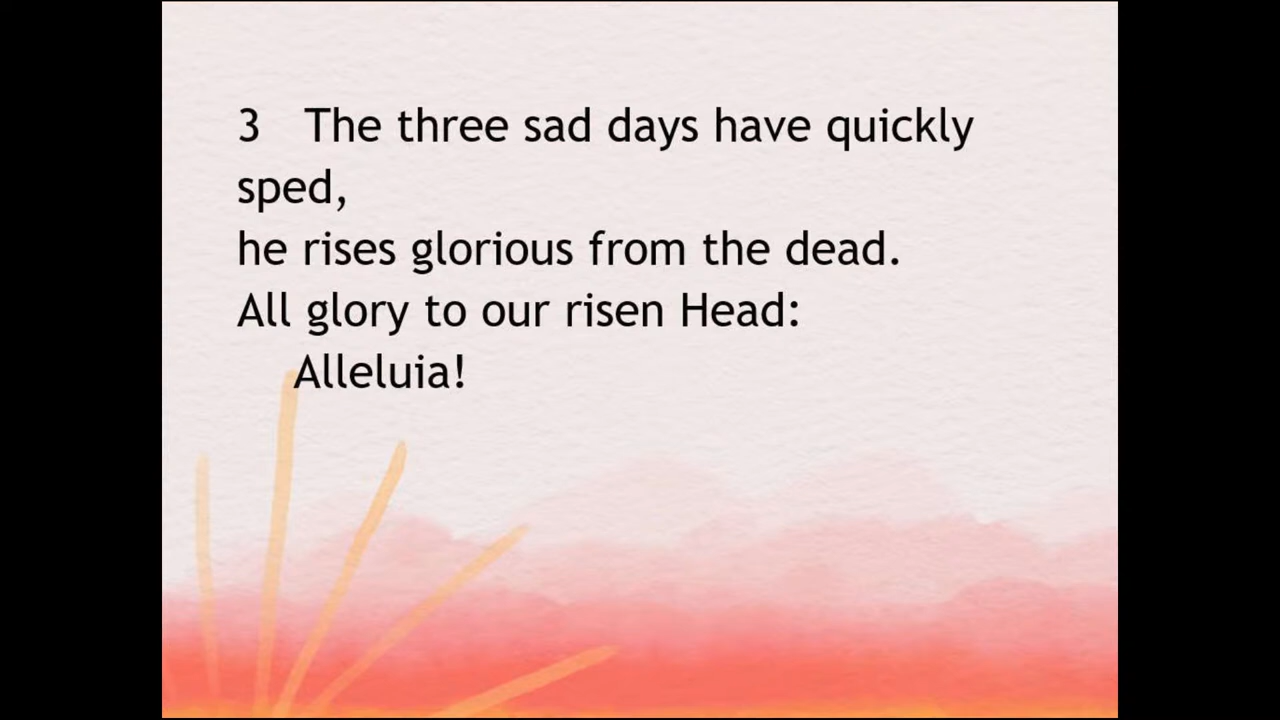 3 The three sad days have quickly
sped,
he rises glorious from the dead.
All glory to our risen Head:
Alleluia!